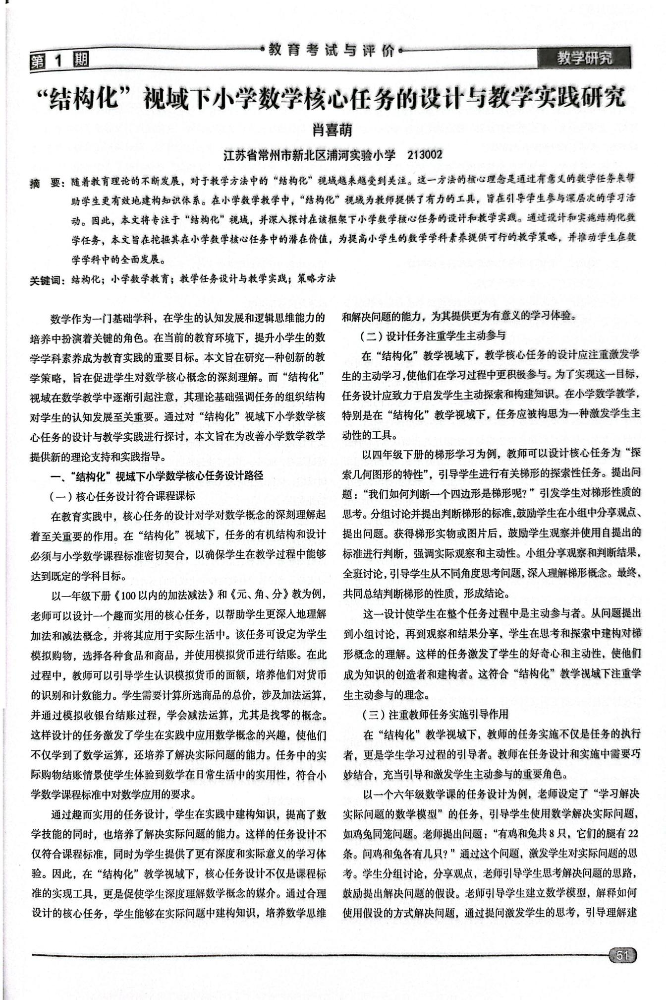 第 1 期
教育考试与评价
教学研究
“结构化”视域下小学数学核心任务的设计与教学实践研究
肖喜萌
江苏省常州市新北区浦河实验小学 213002
摘 要：随着教育理论的不断发展，对于教学方法中的“结构化”视域越来越受到关注。这一方法的核心理念是通过有意义的数学任务来帮
助学生更有效地建构知识体系。在小学数学教学中，“结构化”视域为教师提供了有力的工具，旨在引导学生参与深层次的学习活
动。因此，本文将专注于“结构化”视域，并深入探讨在该框架下小学数学核心任务的设计和教学实践。通过设计和实施结构化数
学任务，本文旨在挖掘其在小学数学核心任务中的潜在价值，为提高小学生的数学学科素养提供可行的教学策略，并推动学生在数
学学科中的全面发展。
关键词：结构化；小学数学教育；教学任务设计与教学实践；策略方法
数学作为一门基础学科，在学生的认知发展和逻辑思维能力的
培养中扮演着关键的角色。在当前的教育环境下，提升小学生的数
学学科素养成为教育实践的重要目标。本文旨在研究一种创新的教
学策略，旨在促进学生对数学核心概念的深刻理解。而“结构化”
视域在数学教学中逐渐引起注意，其理论基础强调任务的组织结构
对学生的认知发展至关重要。通过对“结构化”视域下小学数学核
心任务的设计与教学实践进行探讨，本文旨在为改善小学数学教学
提供新的理论支持和实践指导。
一、“结构化”视域下小学数学核心任务设计路径
（一）核心任务设计符合课程课标
在教育实践中，核心任务的设计对学对数学概念的深刻理解起
着至关重要的作用。在“结构化”视域下，任务的有机结构和设计
必须与小学数学课程标准密切契合，以确保学生在教学过程中能够
达到既定的学科目标。
以一年级下册《100 以内的加法减法》和《元、角、分》教为例，
老师可以设计一个趣而实用的核心任务，以帮助学生更深入地理解
加法和减法概念，并将其应用于实际生活中。该任务可设定为学生
模拟购物，选择各种食品和商品，并使用模拟货币进行结账。在此
过程中，教师可以引导学生认识模拟货币的面额，培养他们对货币
的识别和计数能力。学生需要计算所选商品的总价，涉及加法运算，
并通过模拟收银台结账过程，学会减法运算，尤其是找零的概念。
这样设计的任务激发了学生在实践中应用数学概念的兴趣，使他们
不仅学到了数学运算，还培养了解决实际问题的能力。任务中的实
际购物结账情景使学生体验到数学在日常生活中的实用性，符合小
学数学课程标准中对数学应用的要求。
通过趣而实用的任务设计，学生在实践中建构知识，提高了数
学技能的同时，也培养了解决实际问题的能力。这样的任务设计不
仅符合课程标准，同时为学生提供了更有深度和实际意义的学习体
验。因此，在“结构化”教学视域下，核心任务设计不仅是课程标
准的实现工具，更是促使学生深度理解数学概念的媒介。通过合理
设计的核心任务，学生能够在实际问题中建构知识，培养数学思维
和解决问题的能力，为其提供更为有意义的学习体验。
（二）设计任务注重学生主动参与
在“结构化”教学视域下，教学核心任务的设计应注重激发学
生的主动学习，使他们在学习过程中更积极参与。为了实现这一目标，
任务设计应致力于启发学生主动探索和构建知识。在小学数学教学，
特别是在“结构化”教学视域下，任务应被构思为一种激发学生主
动性的工具。
以四年级下册的梯形学习为例，教师可以设计核心任务为“探
索几何图形的特性”，引导学生进行有关梯形的探索性任务。提出问
题：“我们如何判断一个四边形是梯形呢？”引发学生对梯形性质的
思考。分组讨论并提出判断梯形的标准，鼓励学生在小组中分享观点、
提出问题。获得梯形实物或图片后，鼓励学生观察并使用自提出的
标准进行判断，强调实际观察和主动性。小组分享观察和判断结果，
全班讨论，引导学生从不同角度思考问题，深入理解梯形概念。最终，
共同总结判断梯形的性质，形成结论。
这一设计使学生在整个任务过程中是主动参与者。从问题提出
到小组讨论，再到观察和结果分享，学生在思考和探索中建构对梯
形概念的理解。这样的任务激发了学生的好奇心和主动性，使他们
成为知识的创造者和建构者。这符合“结构化”教学视域下注重学
生主动参与的理念。
（三）注重教师任务实施引导作用
在“结构化”教学视域下，教师的任务实施不仅是任务的执行
者，更是学生学习过程的引导者。教师在任务设计和实施中需要巧
妙结合，充当引导和激发学生主动参与的重要角色。
以一个六年级数学课的任务设计为例，老师设定了“学习解决
实际问题的数学模型”的任务，引导学生使用数学解决实际问题，
如鸡兔同笼问题。老师提出问题：“有鸡和兔共 8 只，它们的腿有 22
条。问鸡和兔各有几只？”通过这个问题，激发学生对实际问题的思
考。学生分组讨论，分享观点，老师引导学生思考解决问题的思路，
鼓励提出解决问题的假设。老师引导学生建立数学模型，解释如何
使用假设的方式解决问题，通过提问激发学生的思考，引导理解建
51